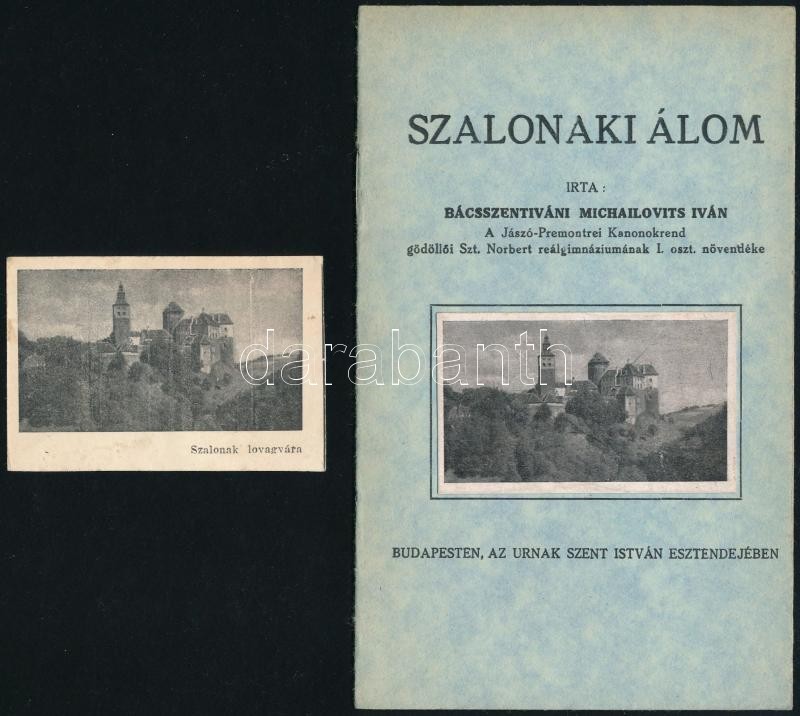 SZALONAKI ÁLOM
IRTA :
BÁCSSZENTIVÁNI MICHAILOVITS IVÁN
A Jászó-Premontrei Kanonokrend
gödöllői Szt. Norbert reálgimnáziumának I. oszt. növendéke
darabanth
Szalonak lovagvára
BUDAPESTEN, AZ URNAK SZENT ISTVÁN ESZTENDEJÉBEN